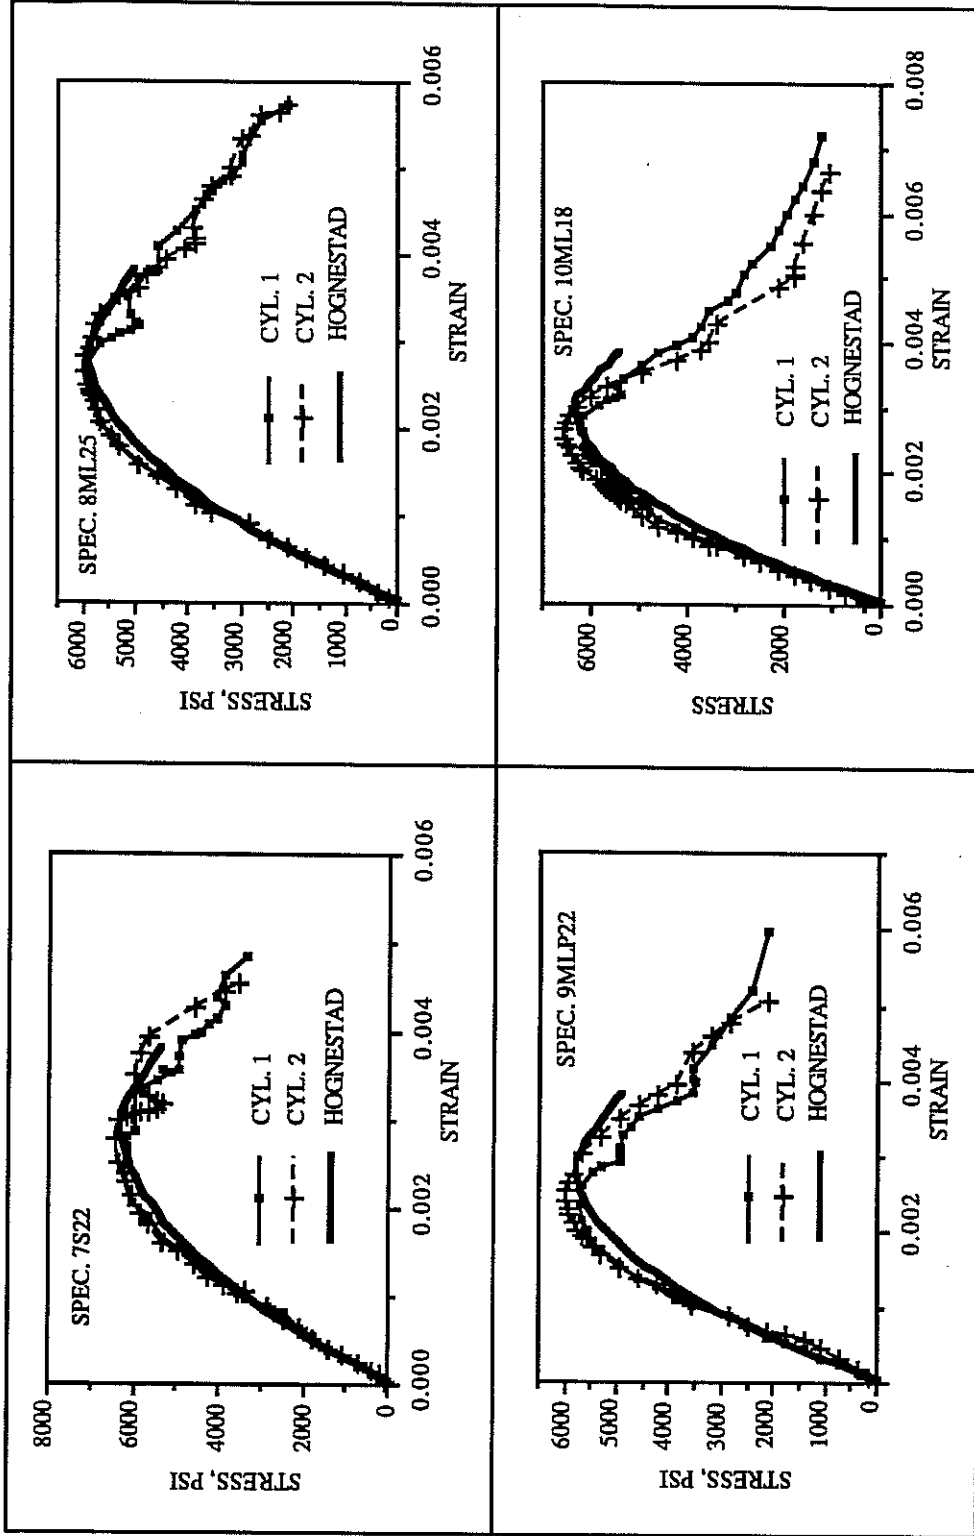 SPEC. 7S22
8000
6000
4000
2000
0
STRESS, PSI
CYL. 1
CYL. 2
HOGNESTAD
0.000 0.002 0.004 0.006
STRAIN
SPEC. 8ML25
6000
5000
4000
3000
2000
1000
0
STRESS, PSI
CYL. 1
CYL. 2
HOGNESTAD
0.000 0.002 0.004 0.006
STRAIN
SPEC. 9MLP22
6000
5000
4000
3000
2000
1000
0
STRESS, PSI
CYL. 1
CYL. 2
HOGNESTAD
0.002 0.004 0.006
STRAIN
SPEC. 10ML18
6000
4000
2000
0
STRESS
CYL. 1
CYL. 2
HOGNESTAD
0.000 0.002 0.004 0.006 0.008
STRAIN